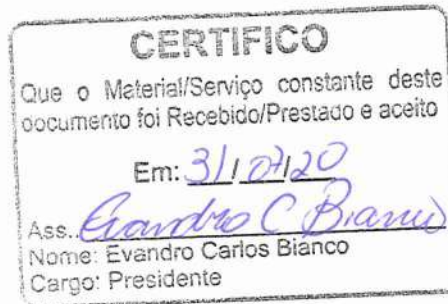 CERTIFICO
Que o Material/Serviço constante deste
documento foi Recebido/Prestado e aceito
Em: 31/07/20
Ass.. Evandro C Bianco
Nome: Evandro Carlos Bianco
Cargo: Presidente